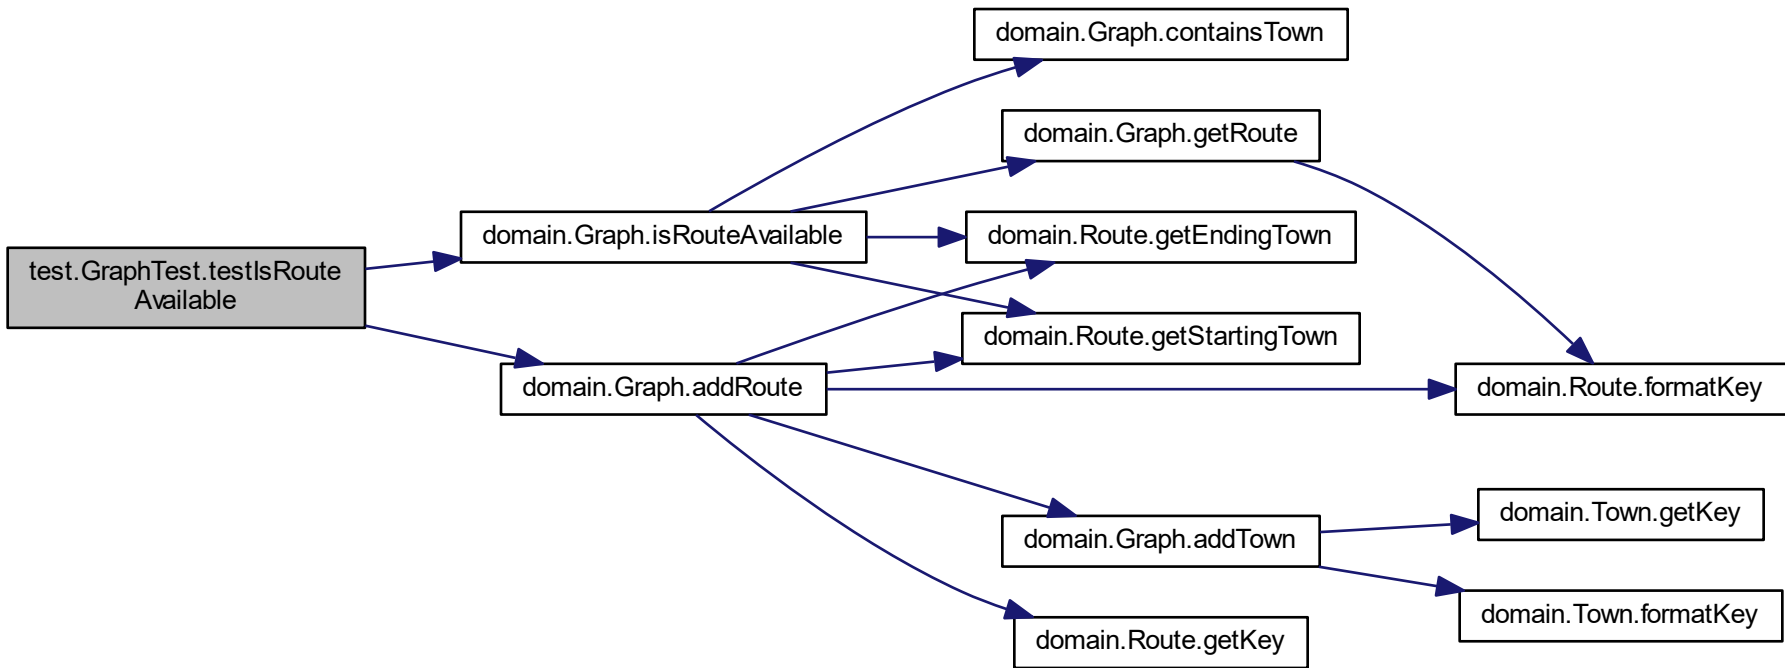 domain.Graph.containsTown
domain.Graph.getRoute
domain.Graph.isRouteAvailable
domain.Route.getEndingTown
test.GraphTest.testIsRoute
Available
domain.Route.getStartingTown
domain.Graph.addRoute
domain.Route.formatKey
domain.Town.getKey
domain.Graph.addTown
domain.Town.formatKey
domain.Route.getKey